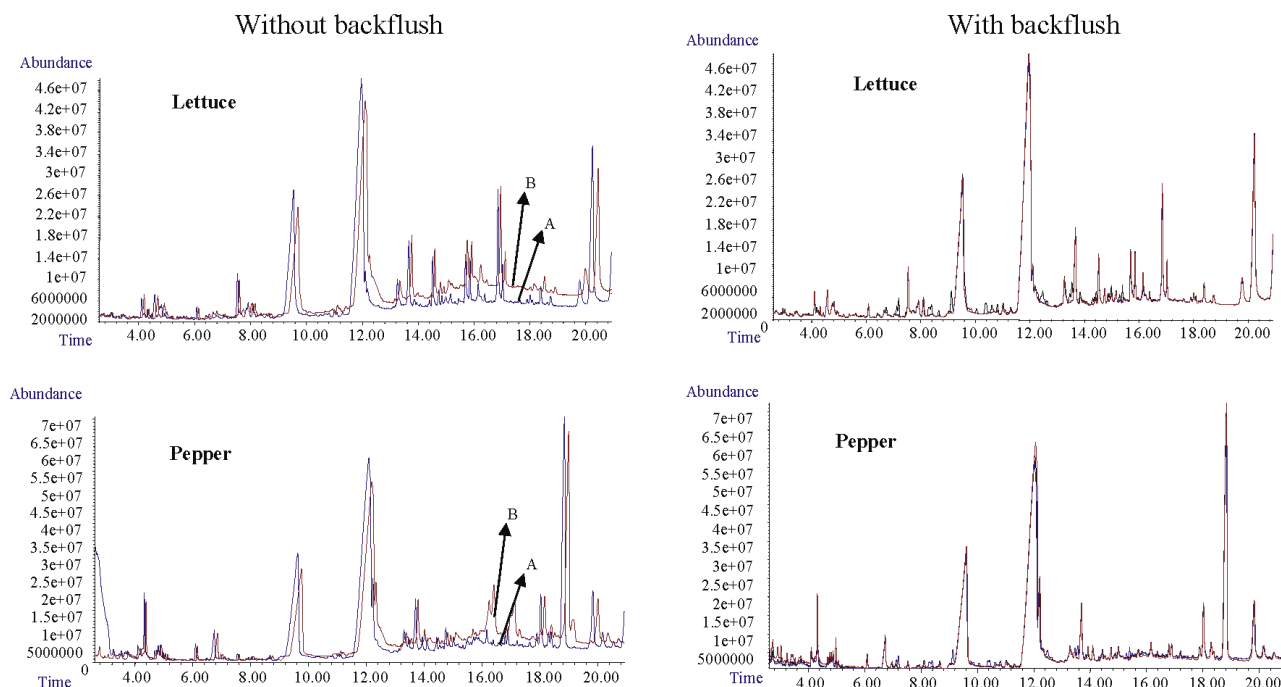 Without backflush
With backflush
Abundance
4.6e+07
4.2e+07
3.8e+07
3.4e+07
3e+07
2.6e+07
2.2e+07
1.8e+07
1.4e+07
1e+07
6000000
2000000
Time
Lettuce
B
A
4.00 6.00 8.00 10.00 12.00 14.00 16.00 18.00 20.00
Abundance
4.6e+07
4.2e+07
3.8e+07
3.4e+07
3e+07
2.6e+07
2.2e+07
1.8e+07
1.4e+07
1e+07
6000000
2000000
0
Time
Lettuce
4.00 6.00 8.00 10.00 12.00 14.00 16.00 18.00 20.00
Abundance
7e+07
6.5e+07
6e+07
5.5e+07
5e+07
4.5e+07
4e+07
3.5e+07
3e+07
2.5e+07
2e+07
1.5e+07
1e+07
5000000
0
Time
Pepper
B
A
4.00 6.00 8.00 10.00 12.00 14.00 16.00 18.00 20.00
Abundance
7e+07
6.5e+07
6e+07
5.5e+07
5e+07
4.5e+07
4e+07
3.5e+07
3e+07
2.5e+07
2e+07
1.5e+07
1e+07
5000000
0
Time
Pepper
4.00 6.00 8.00 10.00 12.00 14.00 16.00 18.00 20.00